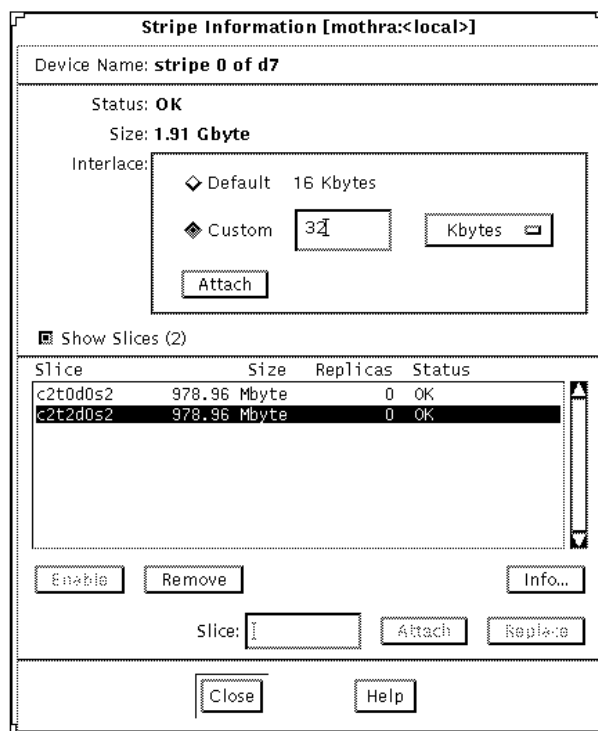 Stripe Information [mothra:<local>]
Device Name: stripe 0 of d7
Status: OK
Size: 1.91 Gbyte
Interlace:
Default 16 Kbytes
Custom 32 Kbytes
Attach
Show Slices (2)
Slice Size Replicas Status
c2t0d0s2 978.96 Mbyte 0 OK
c2t2d0s2 978.96 Mbyte 0 OK
Enable Remove Info...
Slice: Attach Replace
Close Help